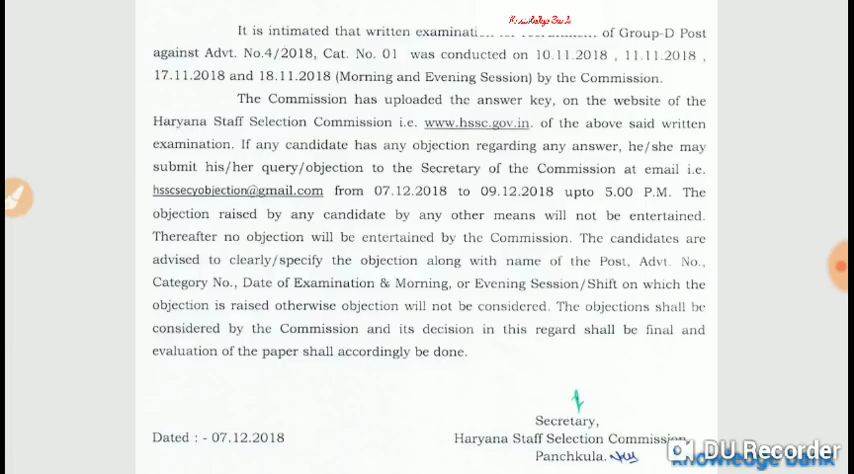 Knowledge Bank
It is intimated that written examinati of Group-D Post
against Advt. No.4/2018, Cat. No. 01 was conducted on 10.11.2018 , 11.11.2018 ,
17.11.2018 and 18.11.2018 (Morning and Evening Session) by the Commission.
The Commission has uploaded the answer key, on the website of the
Haryana Staff Selection Commission i.e. www.hssc.gov.in. of the above said written
examination. If any candidate has any objection regarding any answer, he/she may
submit his/her query/objection to the Secretary of the Commission at email i.e.
hsscsecyobjection@gmail.com from 07.12.2018 to 09.12.2018 upto 5.00 P.M. The
objection raised by any candidate by any other means will not be entertained.
Thereafter no objection will be entertained by the Commission. The candidates are
advised to clearly/specify the objection along with name of the Post, Advt. No.,
Category No., Date of Examination & Morning, or Evening Session/Shift on which the
objection is raised otherwise objection will not be considered. The objections shall be
considered by the Commission and its decision in this regard shall be final and
evaluation of the paper shall accordingly be done.
Secretary,
Dated : - 07.12.2018
Haryana Staff Selection Commission,
Panchkula.
DU Recorder
knowledge bank